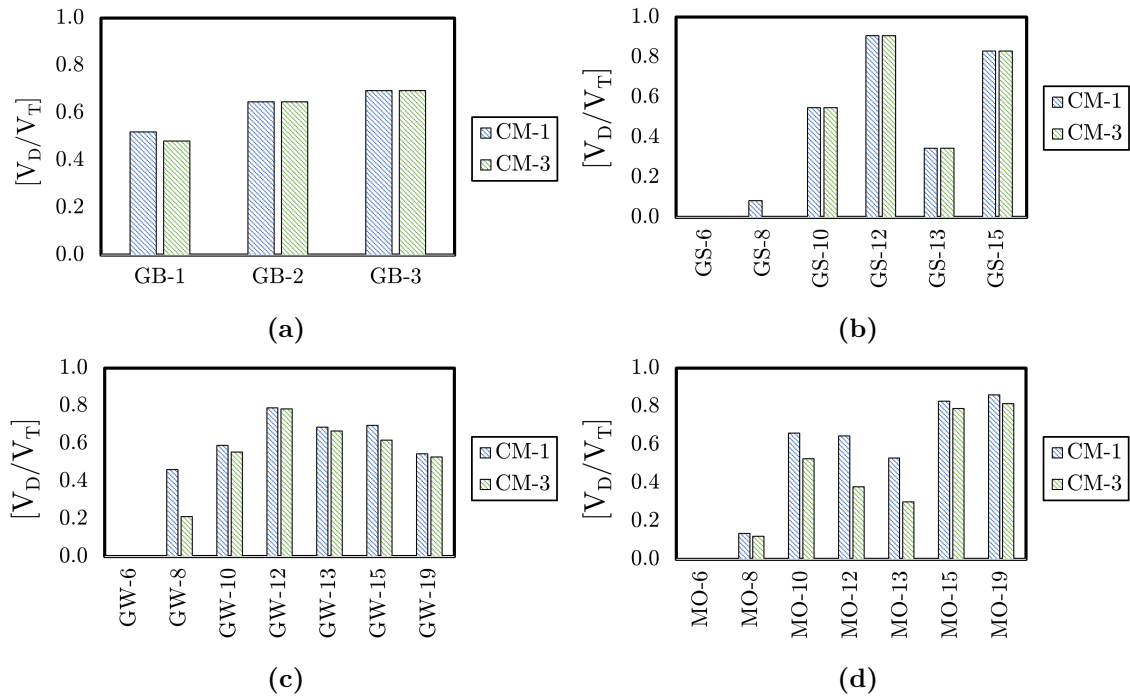 1.0
0.8
0.6
0.4
0.2
0.0
[V_D/V_T]
GB-1 GB-2 GB-3
CM-1
CM-3
(a)
1.0
0.8
0.6
0.4
0.2
0.0
[V_D/V_T]
GS-6 GS-8 GS-10 GS-12 GS-13 GS-15
CM-1
CM-3
(b)
1.0
0.8
0.6
0.4
0.2
0.0
[V_D/V_T]
GW-6 GW-8 GW-10 GW-12 GW-13 GW-15 GW-19
CM-1
CM-3
(c)
1.0
0.8
0.6
0.4
0.2
0.0
[V_D/V_T]
MO-6 MO-8 MO-10 MO-12 MO-13 MO-15 MO-19
CM-1
CM-3
(d)